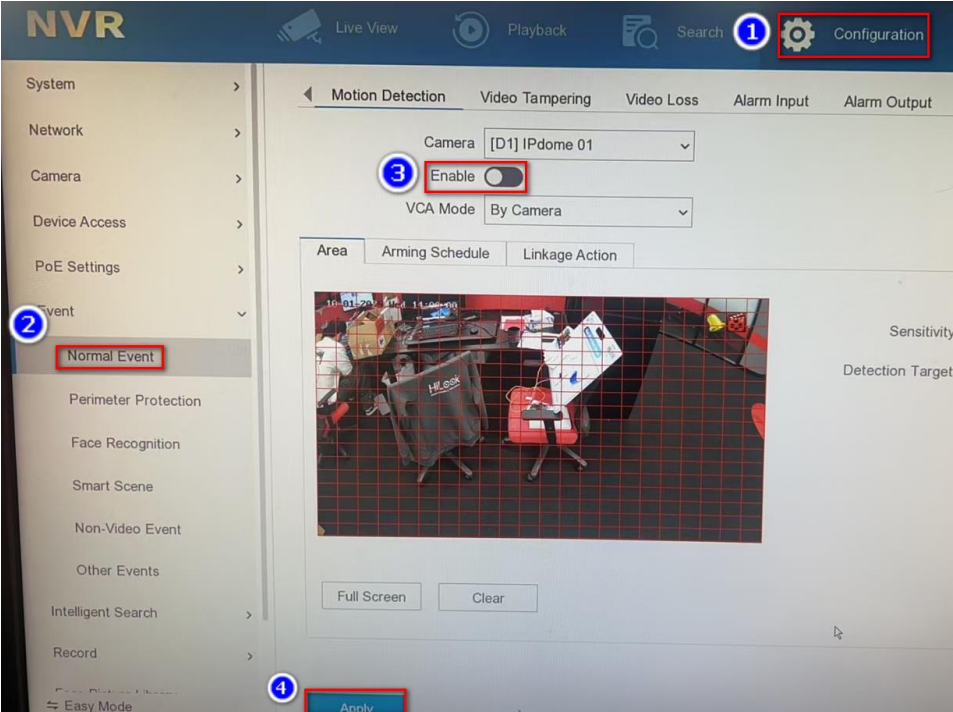 NVR
Live View
Playback
Search
1
Configuration
System
Network
Camera
Device Access
PoE Settings
2
vent
Normal Event
Perimeter Protection
Face Recognition
Smart Scene
Non-Video Event
Other Events
Intelligent Search
Record
Easy Mode
Motion Detection
Video Tampering
Video Loss
Alarm Input
Alarm Output
Camera
[D1] IPdome 01
3
Enable
VCA Mode
By Camera
Area
Arming Schedule
Linkage Action
HiLook
Sensitivity
Detection Target
Full Screen
Clear
4
Apply